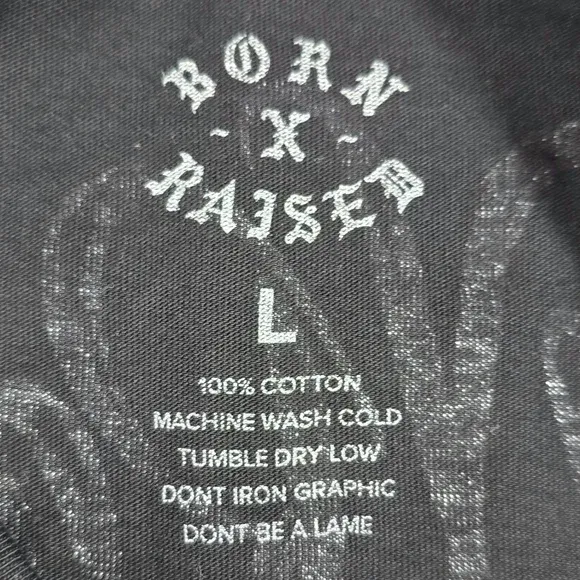 BORN
- X -
RAISED
L
100% COTTON
MACHINE WASH COLD
TUMBLE DRY LOW
DONT IRON GRAPHIC
DONT BE A LAME